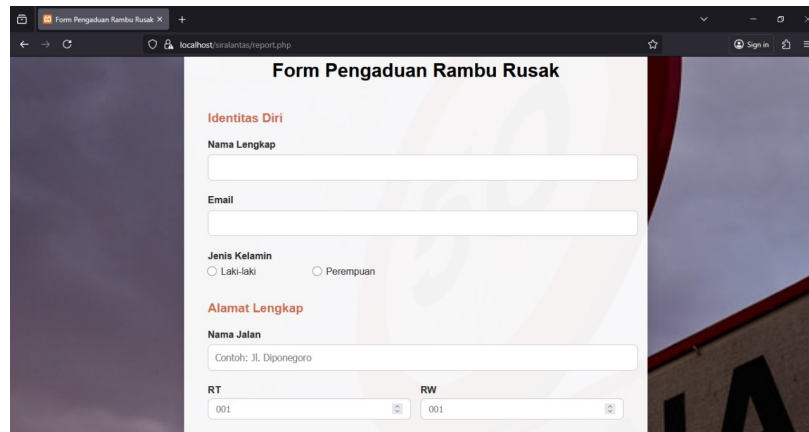 Form Pengaduan Rambu Rusak
Sign in
localhost/siralantas/report.php
Form Pengaduan Rambu Rusak
Identitas Diri
Nama Lengkap
Email
Jenis Kelamin
Laki-laki Perempuan
Alamat Lengkap
Nama Jalan
Contoh: Jl. Diponegoro
RT RW
001 001